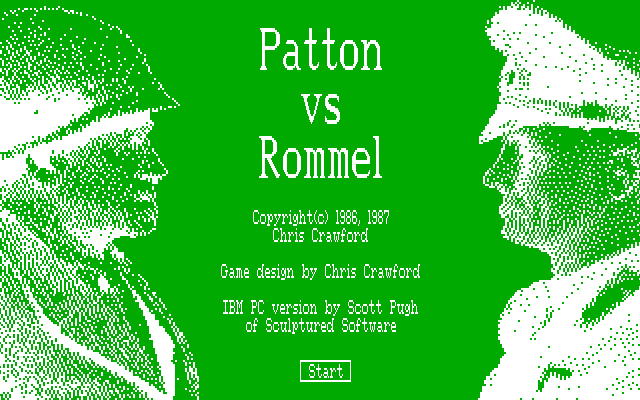 Patton
vs
Rommel
Copyright(c) 1986, 1987
Chris Crawford
Game design by Chris Crawford
IBM PC version by Scott Pugh
of Sculptured Software
Start